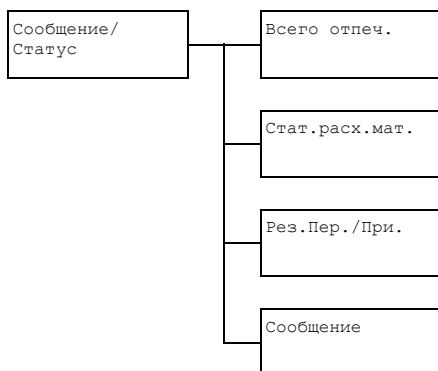 Сообщение/
Статус
Всего отпеч.
Стат.расх.мат.
Рез.Пер./При.
Сообщение